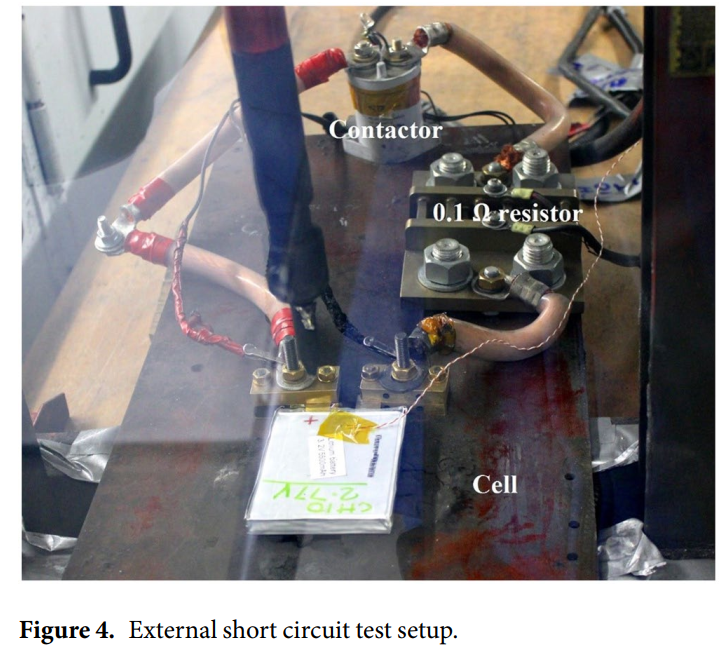 Contactor
0.1 Ω resistor
+
Cell
CH10
2.77V
Figure 4. External short circuit test setup.